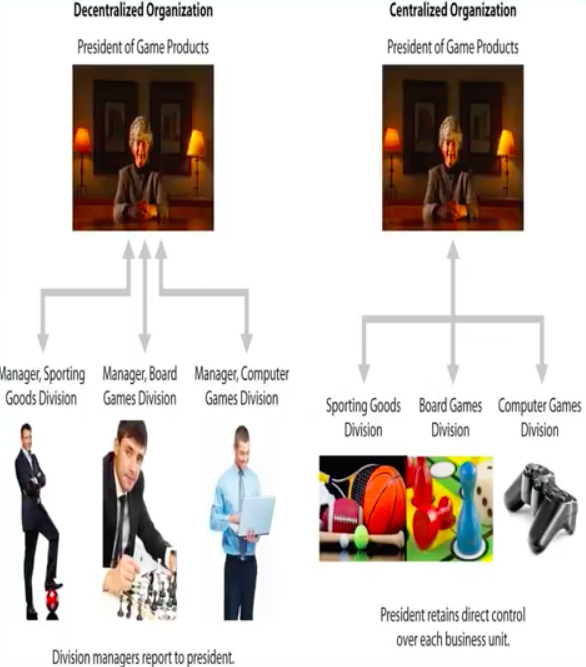 Decentralized Organization
President of Game Products
Manager, Sporting
Goods Division
Manager, Board
Games Division
Manager, Computer
Games Division
Division managers report to president.
Centralized Organization
President of Game Products
Sporting Goods
Division
Board Games
Division
Computer Games
Division
President retains direct control
over each business unit.